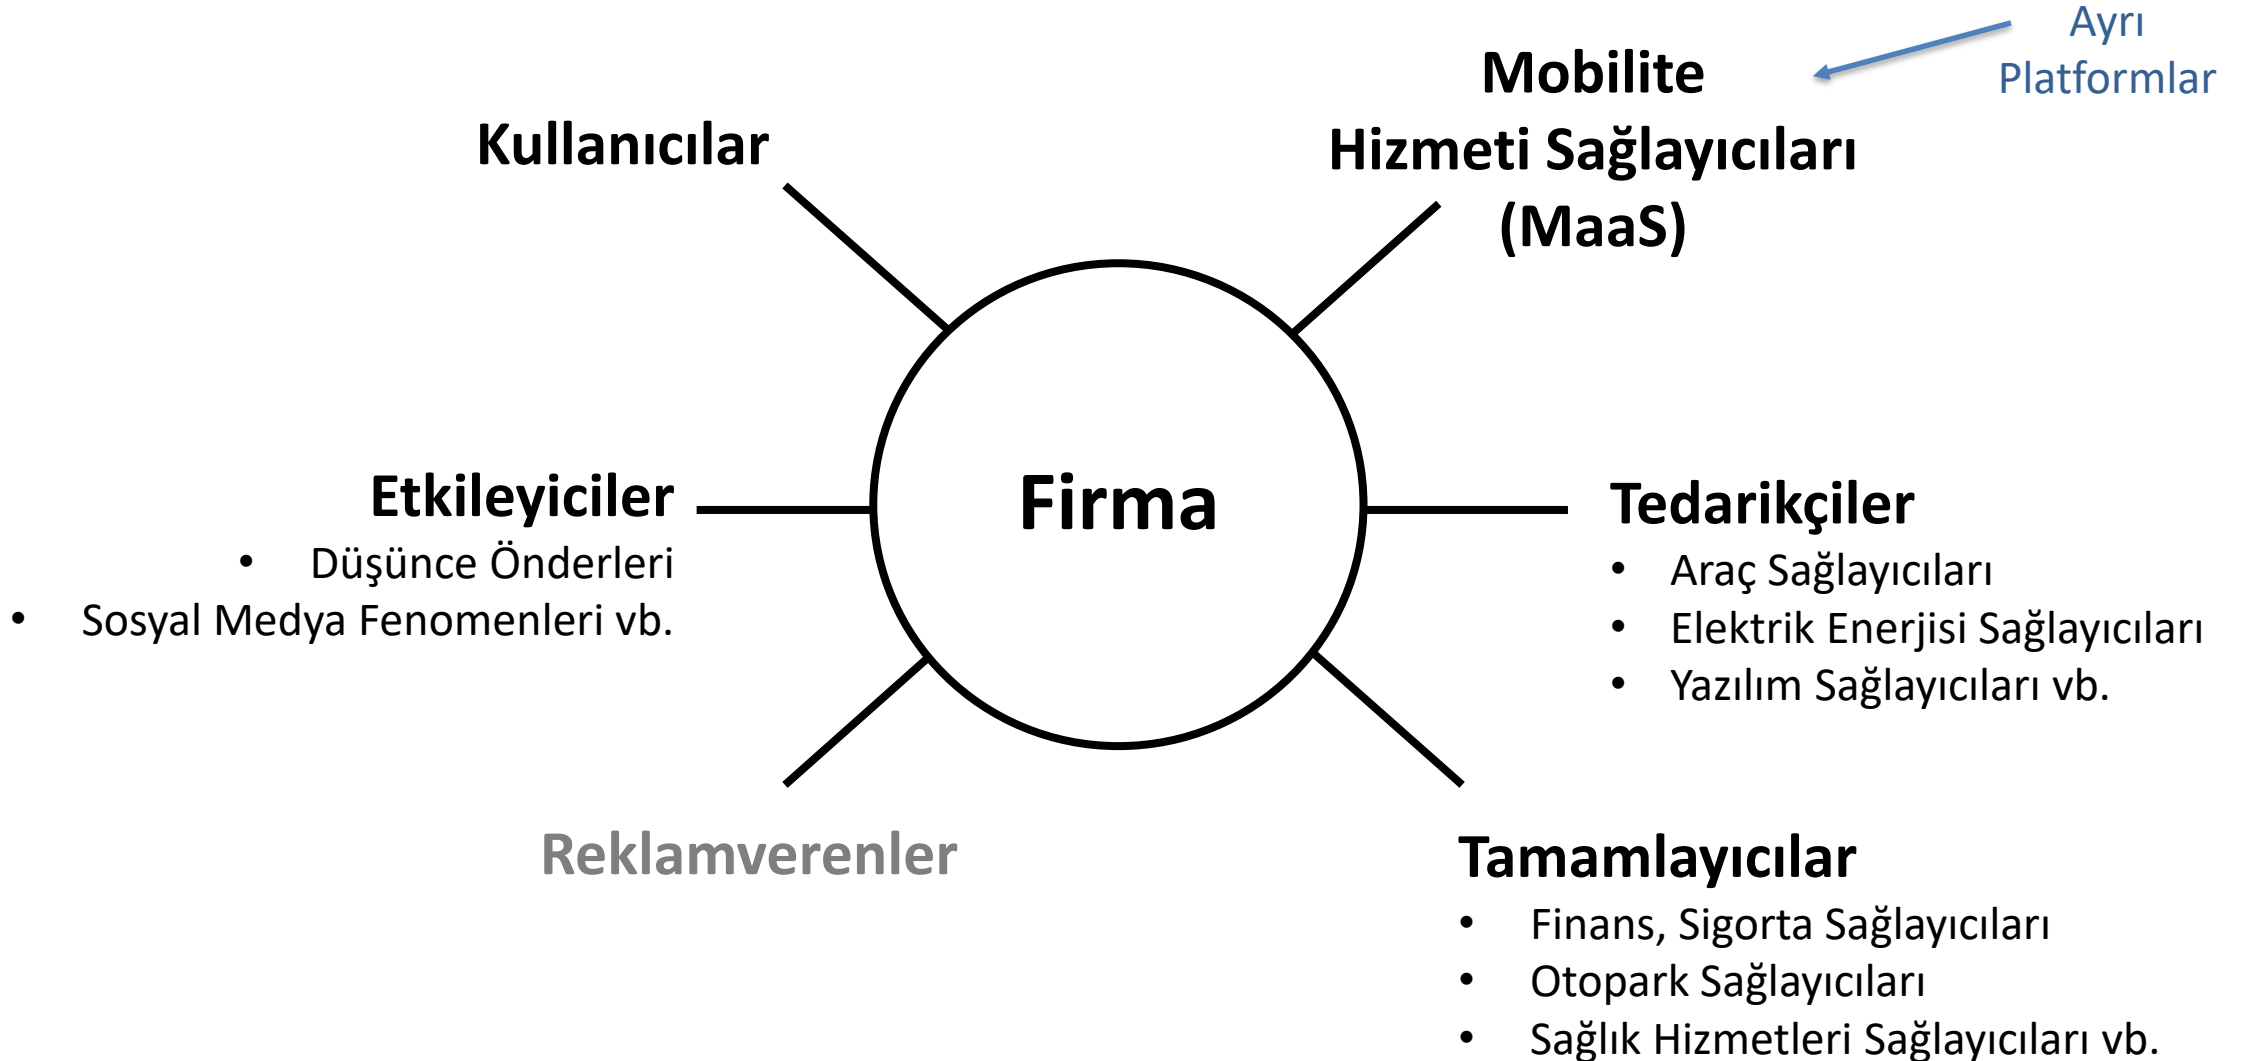 Ayrı
Platformlar
Mobilite
Hizmeti Sağlayıcıları
(MaaS)
Kullanıcılar
Firma
Etkileyiciler
• Düşünce Önderleri
• Sosyal Medya Fenomenleri vb.
Tedarikçiler
• Araç Sağlayıcıları
• Elektrik Enerjisi Sağlayıcıları
• Yazılım Sağlayıcıları vb.
Reklamverenler
Tamamlayıcılar
• Finans, Sigorta Sağlayıcıları
• Otopark Sağlayıcıları
• Sağlık Hizmetleri Sağlayıcıları vb.